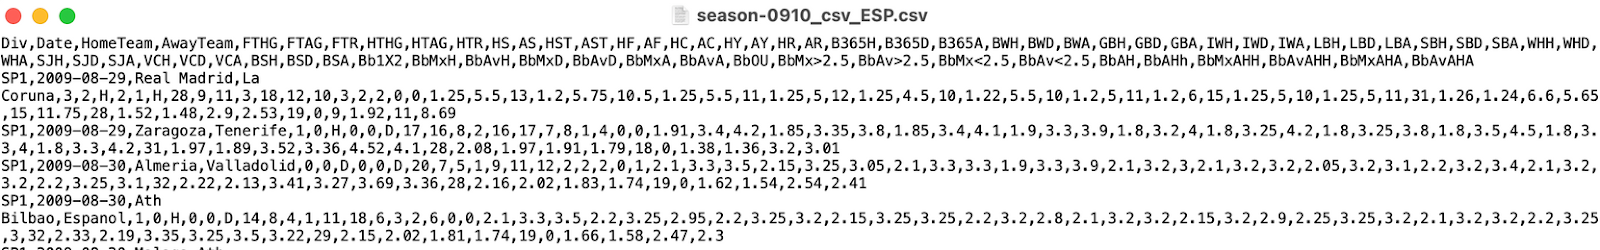 season-0910_csv_ESP.csv
Div,Date,HomeTeam,AwayTeam,FTHG,FTAG,FTR,HTHG,HTAG,HTR,HS,AS,HST,AST,HF,AF,HC,AC,HY,AY,HR,AR,B365H,B365D,B365A,BWH,BWD,BWA,GBH,GBD,GBA,IWH,IWD,IWA,LBH,LBD,LBA,SBH,SBD,SBA,WHH,WHD,
WHA,SJH,SJD,SJA,VCH,VCD,VCA,BSH,BSD,BSA,Bb1X2,BbMxH,BbAvH,BbMxD,BbAvD,BbMxA,BbAvA,BbOU,BbMx>2.5,BbAv>2.5,BbMx<2.5,BbAv<2.5,BbAH,BbAHh,BbMxAHH,BbAvAHH,BbMxAHA,BbAvAHA
SP1,2009-08-29,Real Madrid,La
Coruna,3,2,H,2,1,H,28,9,11,3,18,12,10,3,2,2,0,0,1.25,5.5,13,1.2,5.75,10.5,1.25,5.5,11,1.25,5,12,1.25,4.5,10,1.22,5.5,10,1.2,5,11,1.2,6,15,1.25,5,10,1.25,5,11,31,1.26,1.24,6.6,5.65
,15,11.75,28,1.52,1.48,2.9,2.53,19,0,9,1.92,11,8.69
SP1,2009-08-29,Zaragoza,Tenerife,1,0,H,0,0,D,17,16,8,2,16,17,7,8,1,4,0,0,1.91,3.4,4.2,1.85,3.35,3.8,1.85,3.4,4.1,1.9,3.3,3.9,1.8,3.2,4,1.8,3.25,4.2,1.8,3.25,3.8,1.8,3.5,4.5,1.8,3.
3,4,1.8,3.3,4.2,31,1.97,1.89,3.52,3.36,4.52,4.1,28,2.08,1.97,1.91,1.79,18,0,1.38,1.36,3.2,3.01
SP1,2009-08-30,Almeria,Valladolid,0,0,D,0,0,D,20,7,5,1,9,11,12,2,2,2,0,1,2.1,3.3,3.5,2.15,3.25,3.05,2.1,3.3,3.3,1.9,3.3,3.9,2.1,3.2,3,2.1,3.2,3.2,2.05,3.2,3.1,2.2,3.2,3.4,2.1,3.2,
3.2,2.2,3.25,3.1,32,2.22,2.13,3.41,3.27,3.69,3.36,28,2.16,2.02,1.83,1.74,19,0,1.62,1.54,2.54,2.41
SP1,2009-08-30,Ath
Bilbao,Espanol,1,0,H,0,0,D,14,8,4,1,11,18,6,3,2,6,0,0,2.1,3.3,3.5,2.2,3.25,2.95,2.2,3.25,3.2,2.15,3.25,3.25,2.2,3.2,2.8,2.1,3.2,3.2,2.15,3.2,2.9,2.25,3.25,3.2,2.1,3.2,3.2,2.2,3.25
,3,32,2.33,2.19,3.35,3.25,3.5,3.22,29,2.15,2.02,1.81,1.74,19,0,1.66,1.58,2.47,2.3